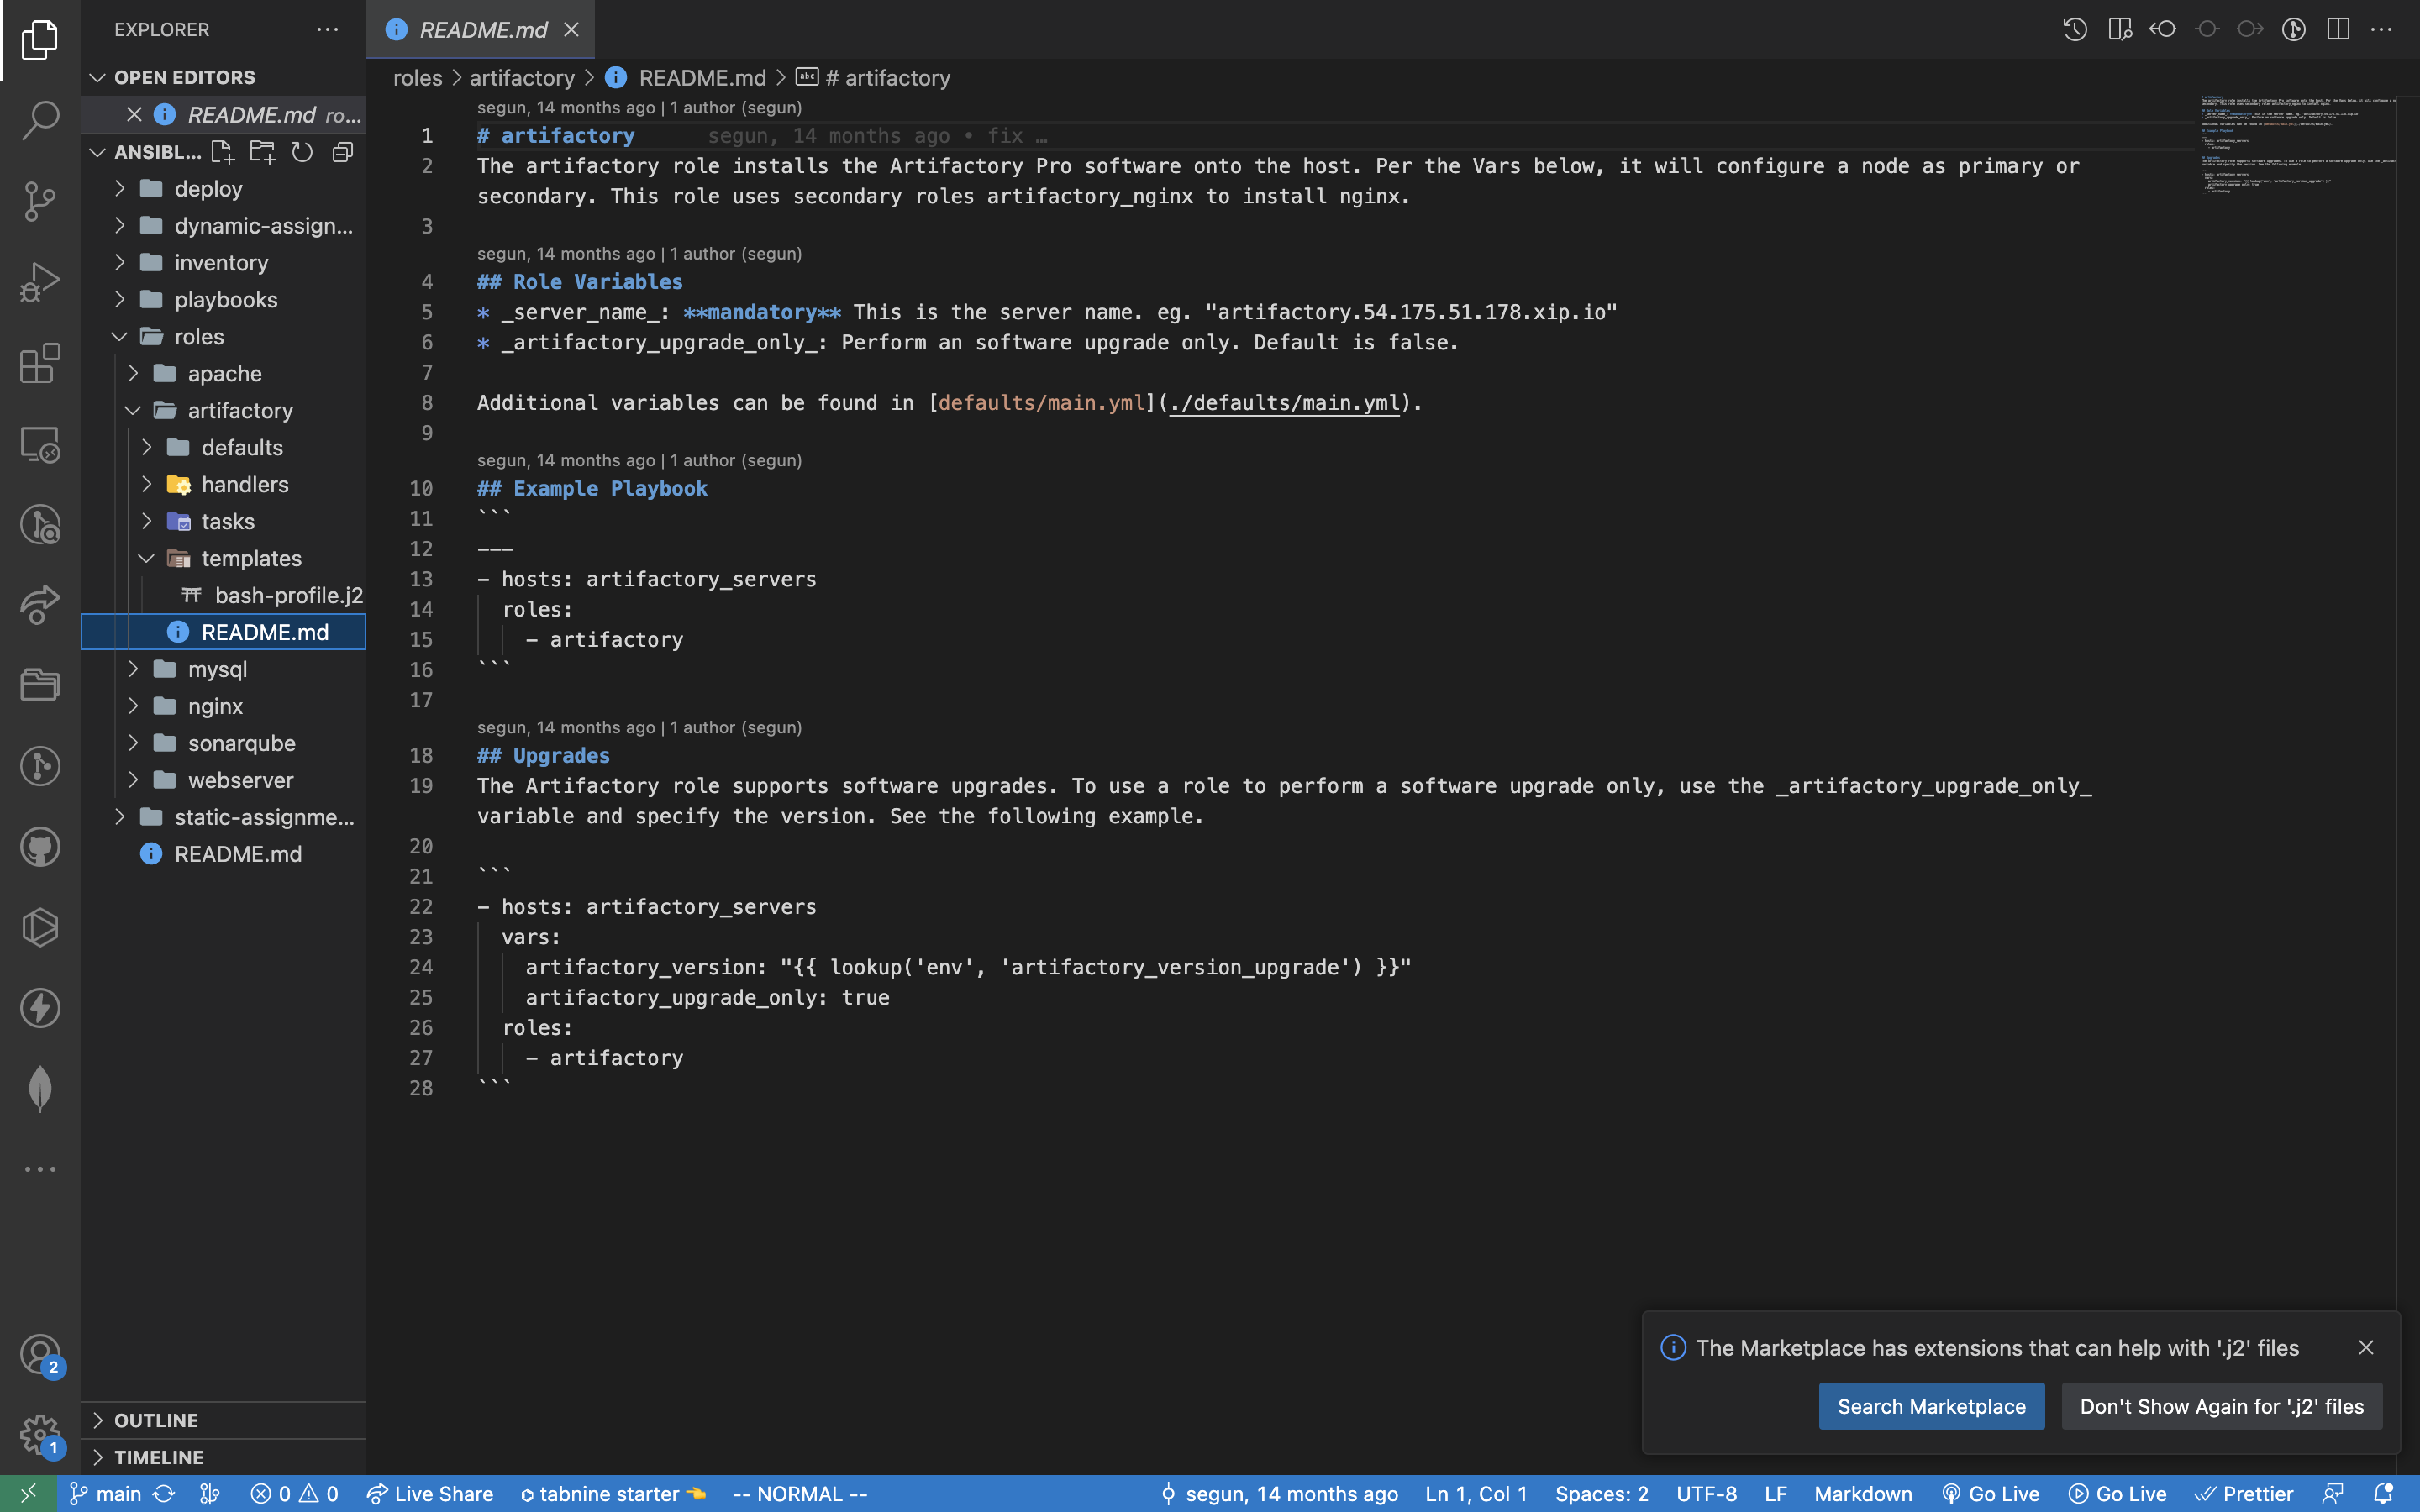 EXPLORER
README.md
OPEN EDITORS
README.md ro...
ANSIBL...
deploy
dynamic-assign...
inventory
playbooks
roles
apache
artifactory
defaults
handlers
tasks
templates
bash-profile.j2
README.md
mysql
nginx
sonarqube
webserver
static-assignme...
README.md
OUTLINE
TIMELINE
roles > artifactory > README.md > # artifactory
segun, 14 months ago | 1 author (segun)
1 # artifactory segun, 14 months ago • fix …
2 The artifactory role installs the Artifactory Pro software onto the host. Per the Vars below, it will configure a node as primary or
secondary. This role uses secondary roles artifactory_nginx to install nginx.
3
segun, 14 months ago | 1 author (segun)
4 ## Role Variables
5 * _server_name_: **mandatory** This is the server name. eg. "artifactory.54.175.51.178.xip.io"
6 * _artifactory_upgrade_only_: Perform an software upgrade only. Default is false.
7
8 Additional variables can be found in [defaults/main.yml](./defaults/main.yml).
9
segun, 14 months ago | 1 author (segun)
10 ## Example Playbook
11 ```
12 ---
13 - hosts: artifactory_servers
14 roles:
15 - artifactory
16 ```
17
segun, 14 months ago | 1 author (segun)
18 ## Upgrades
19 The Artifactory role supports software upgrades. To use a role to perform a software upgrade only, use the _artifactory_upgrade_only_
variable and specify the version. See the following example.
20
21 ```
22 - hosts: artifactory_servers
23 vars:
24 artifactory_version: "{{ lookup('env', 'artifactory_version_upgrade') }}"
25 artifactory_upgrade_only: true
26 roles:
27 - artifactory
28 ```
The Marketplace has extensions that can help with '.j2' files
Search Marketplace
Don't Show Again for '.j2' files
2
1
main 0 0 Live Share tabnine starter -- NORMAL -- segun, 14 months ago Ln 1, Col 1 Spaces: 2 UTF-8 LF Markdown Go Live Go Live Prettier